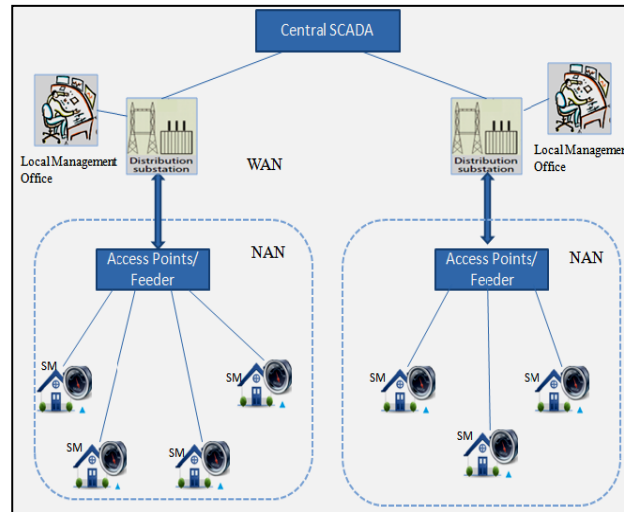 Central SCADA
Local Management
Office
Distribution
substation
WAN
Distribution
substation
Local Management
Office
Access Points/
Feeder
NAN
Access Points/
Feeder
NAN
SM
SM
SM
SM
SM
SM
SM